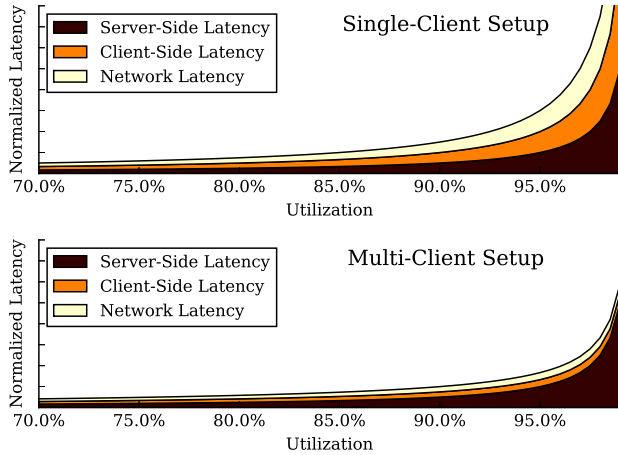 Single-Client Setup
Server-Side Latency
Client-Side Latency
Network Latency
Normalized Latency
70.0% 75.0% 80.0% 85.0% 90.0% 95.0%
Utilization
Multi-Client Setup
Server-Side Latency
Client-Side Latency
Network Latency
Normalized Latency
70.0% 75.0% 80.0% 85.0% 90.0% 95.0%
Utilization